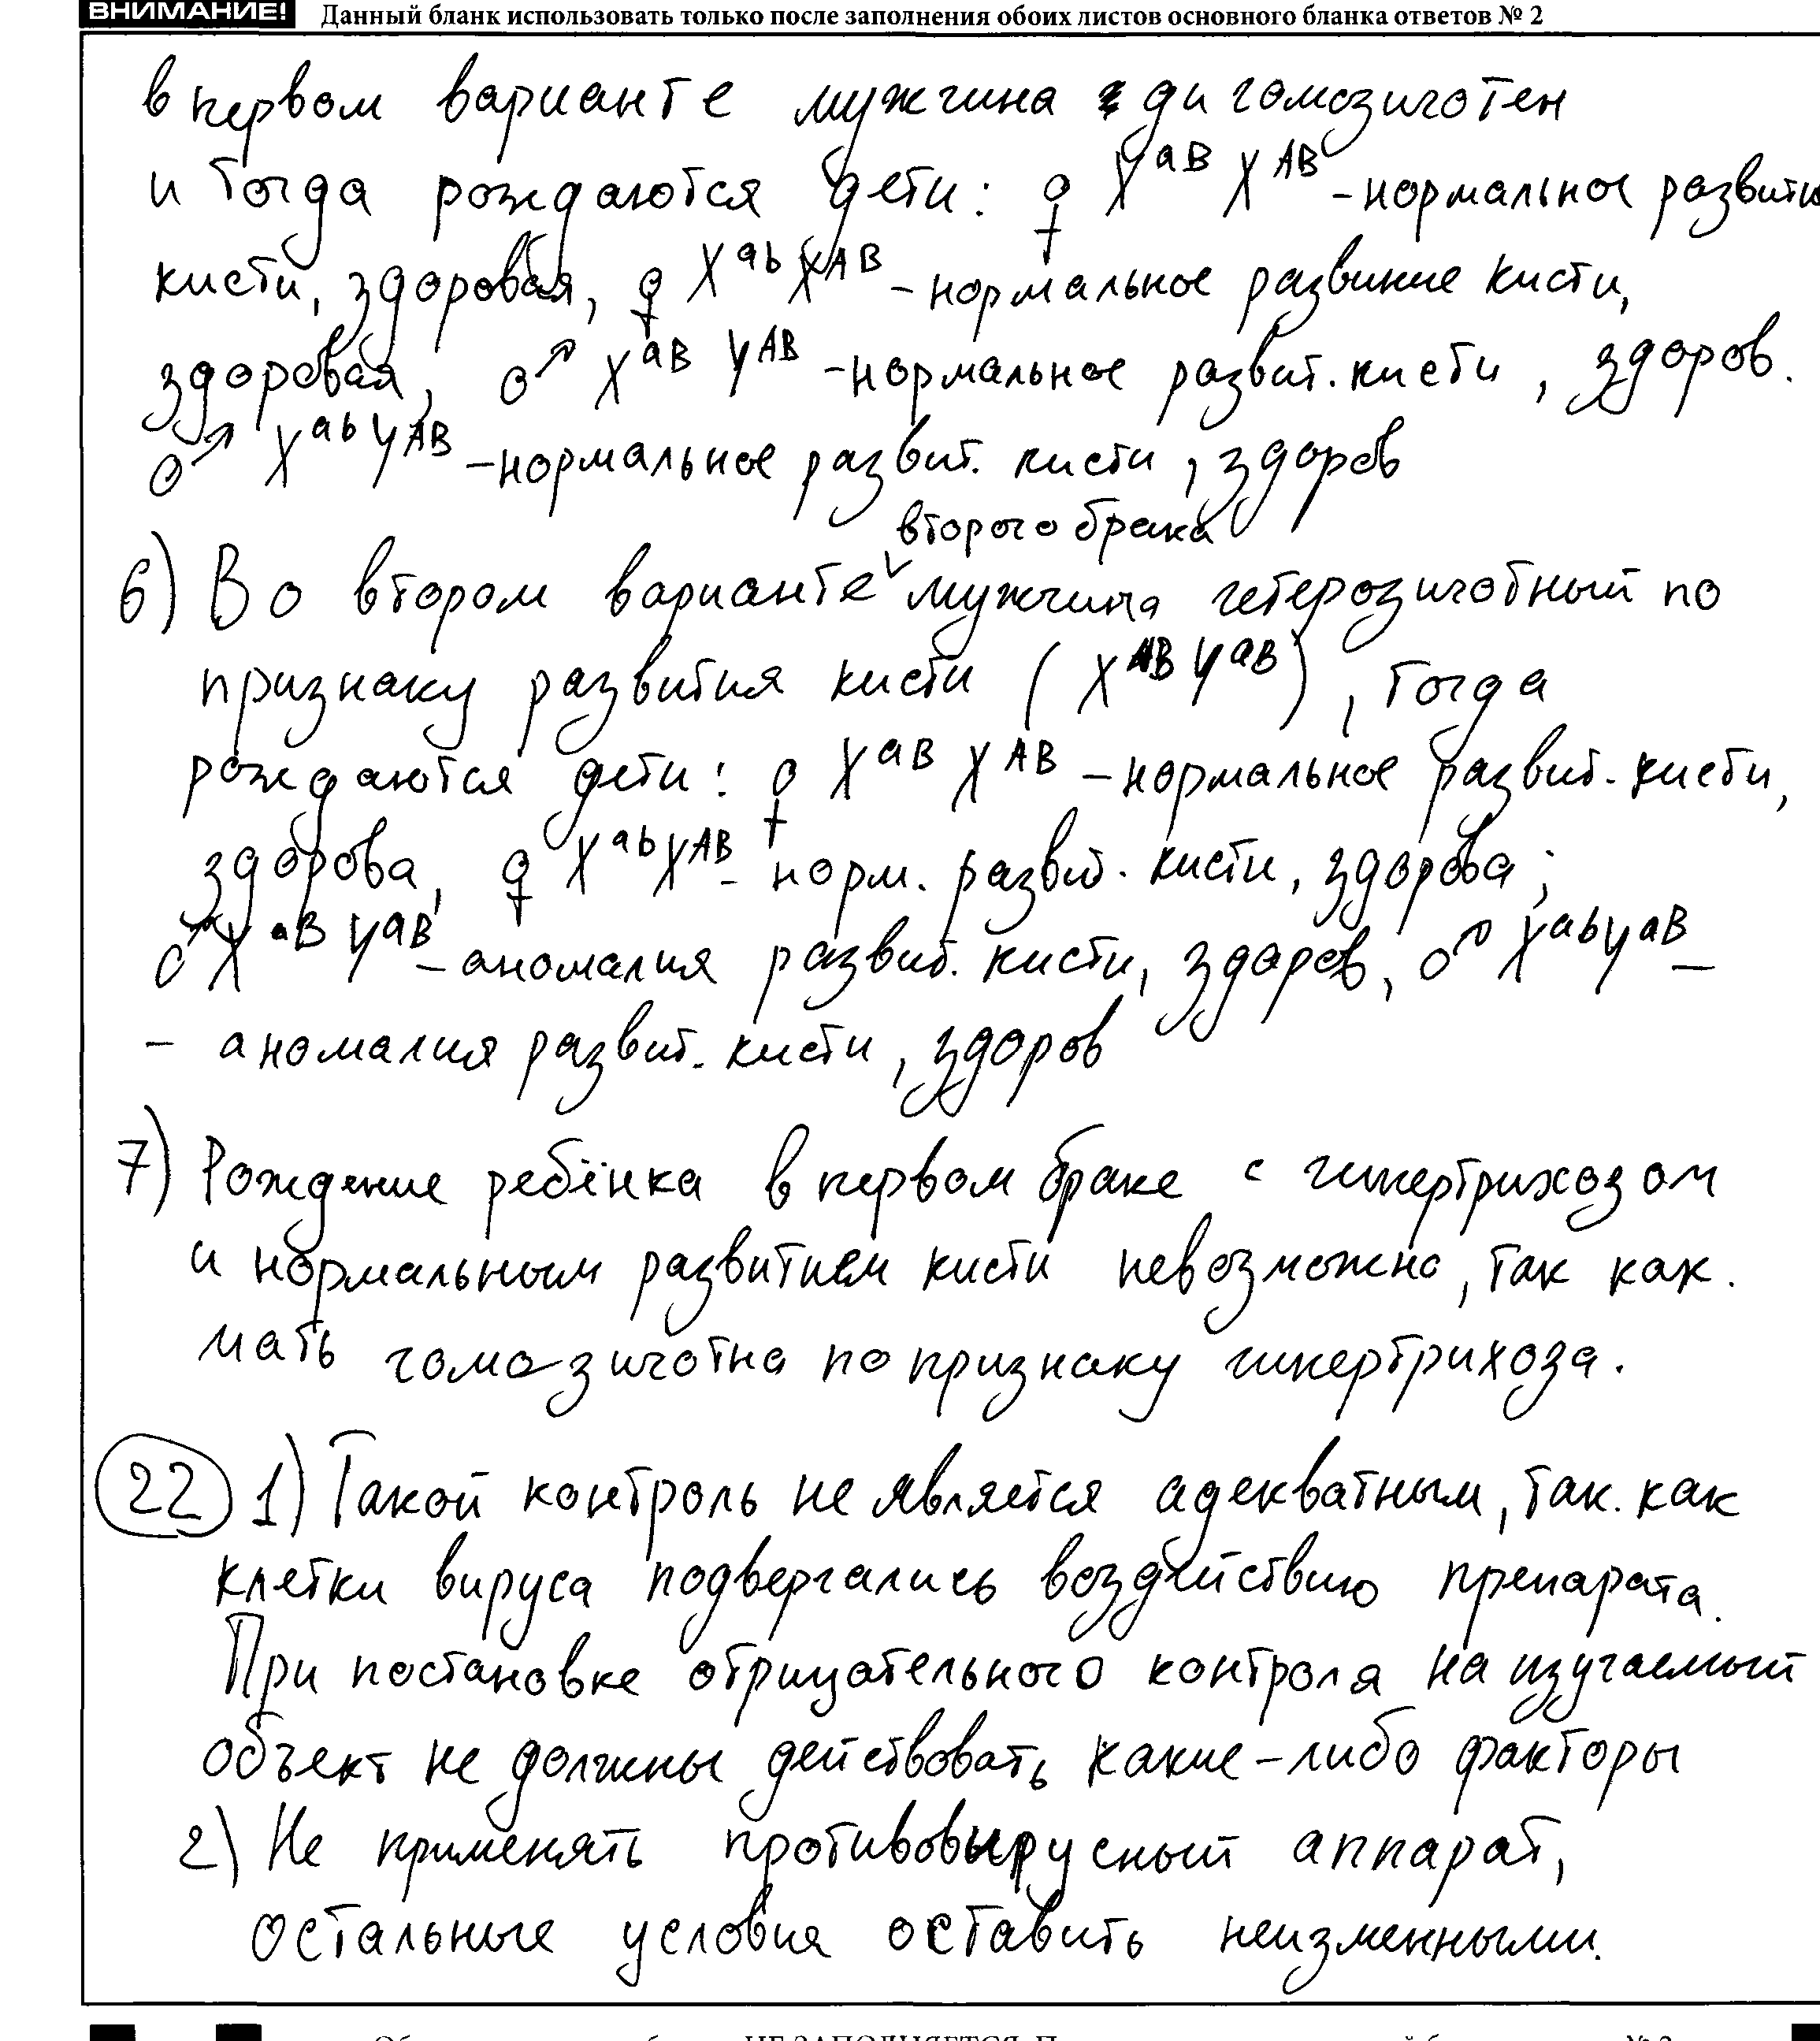 ВНИМАНИЕ! Данный бланк использовать только после заполнения обоих листов основного бланка ответов № 2
в первом варианте мужчина дигомозиготен
и тогда рождаются дети: ♀ X^aB X^AB -нормальное развити
кисти, здоровая, ♀ X^ab X^AB -нормальное развитие кисти,
здоровая, ♂ X^aB Y^AB -нормальное развит. кисти, здоров.
♂ X^ab Y^AB -нормальное развит. кисти, здоров
второго брака
6) Во втором варианте мужчина гетерозиготный по
признаку развития кисти (X^AB Y^aB), тогда
рождаются дети: ♀ X^aB X^AB -нормальное развит. кисти,
здорова, ♀ X^ab X^AB - норм. развит. кисти, здорова;
♂ X^aB Y^aB -аномалия развит. кисти, здоров, ♂ X^ab Y^aB -
- аномалия развит. кисти, здоров
7) Рождение ребёнка в первом браке с гипертрихозом
и нормальным развитием кисти невозможно, так как.
мать гомозиготна по признаку гипертрихоза.
22 1) Такой контроль не является адекватным, так. как
клетки вируса подвергались воздействию препарата.
При постановке отрицательного контроля на изучаемый
объект не должны действовать какие-либо факторы
2) Не применять противовирусный аппарат,
остальные условия оставить неизменными.